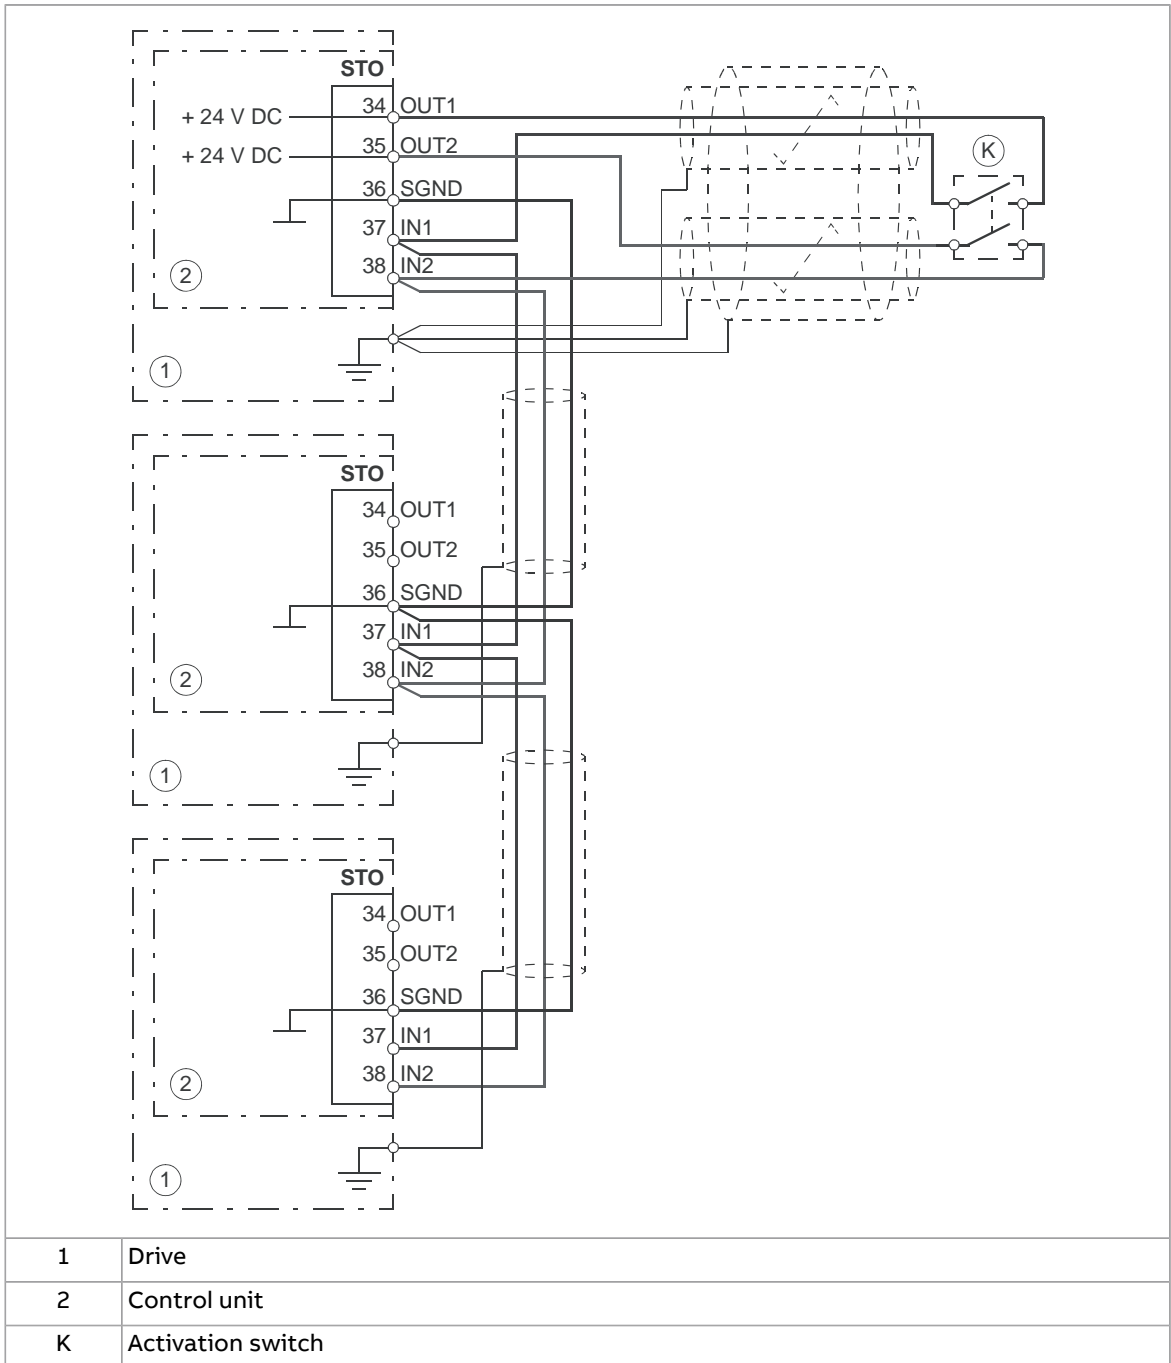 STO
+ 24 V DC 34 OUT1
+ 24 V DC 35 OUT2
K
36 SGND
37 IN1
38 IN2
2
1
STO
34 OUT1
35 OUT2
36 SGND
37 IN1
38 IN2
2
1
STO
34 OUT1
35 OUT2
36 SGND
37 IN1
38 IN2
2
1
1 Drive
2 Control unit
K Activation switch